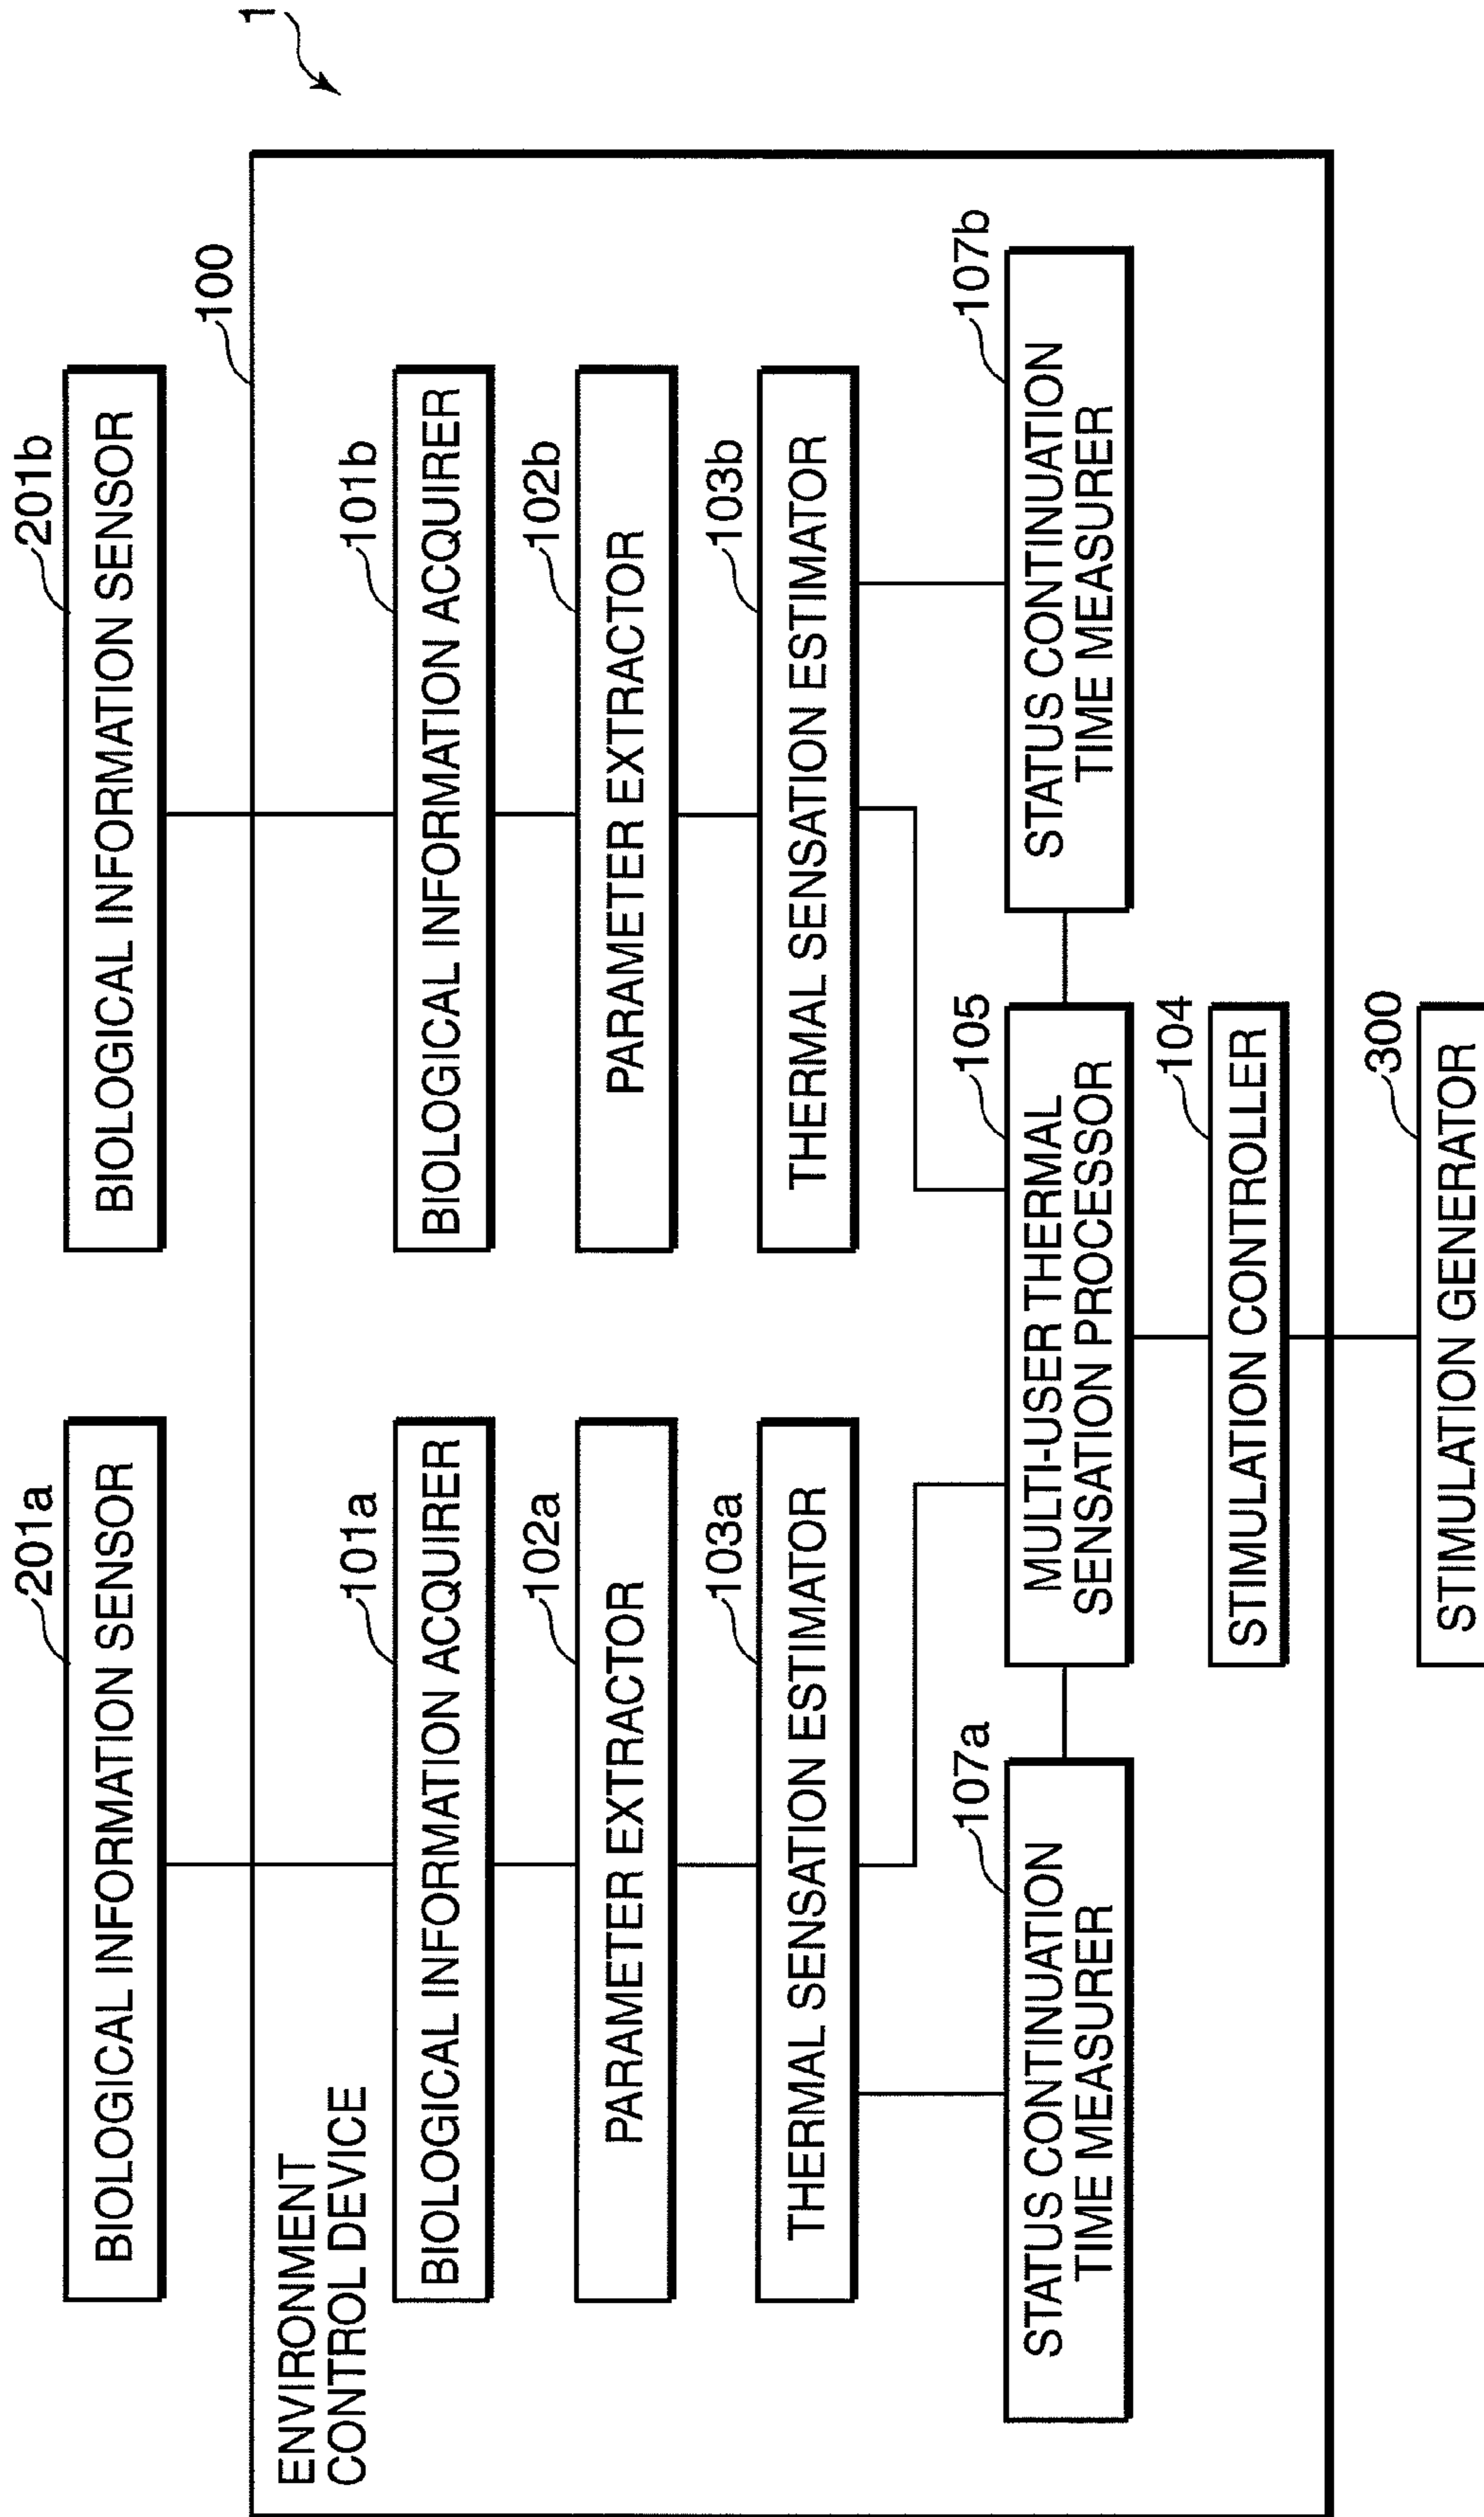 1
201a
201b
BIOLOGICAL INFORMATION SENSOR
BIOLOGICAL INFORMATION SENSOR
100
ENVIRONMENT
CONTROL DEVICE
101a
101b
BIOLOGICAL INFORMATION ACQUIRER
BIOLOGICAL INFORMATION ACQUIRER
102a
102b
PARAMETER EXTRACTOR
PARAMETER EXTRACTOR
103a
103b
THERMAL SENSATION ESTIMATOR
THERMAL SENSATION ESTIMATOR
107a
STATUS CONTINUATION
TIME MEASURER
105
MULTI-USER THERMAL
SENSATION PROCESSOR
107b
STATUS CONTINUATION
TIME MEASURER
104
STIMULATION CONTROLLER
300
STIMULATION GENERATOR